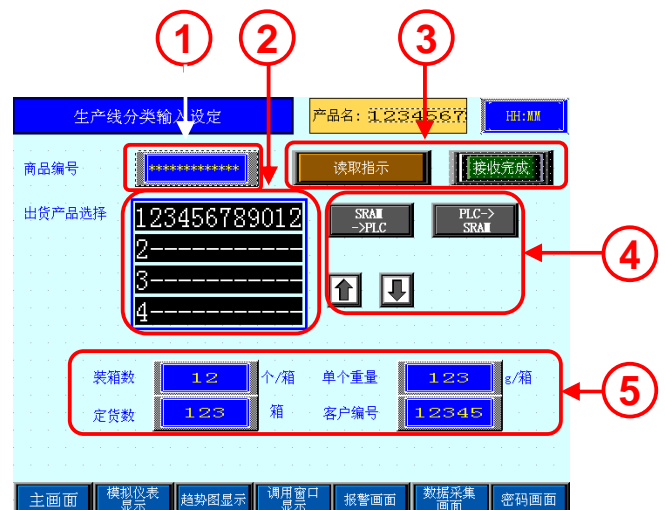 1 2 3
生产线分类输入设定 产品名: 1234567 HH:MM
商品编号 ************* 读取指示 接收完成
出货产品选择 123456789012 SRAM PLC->
->PLC SRAM
2-----------
3-----------
4-----------
4
装箱数 12 个/箱 单个重量 123 g/箱
5
定货数 123 箱 客户编号 12345
主画面 模拟仪表 趋势图显示 调用窗口 报警画面 数据采集 密码画面
显示 显示 画面